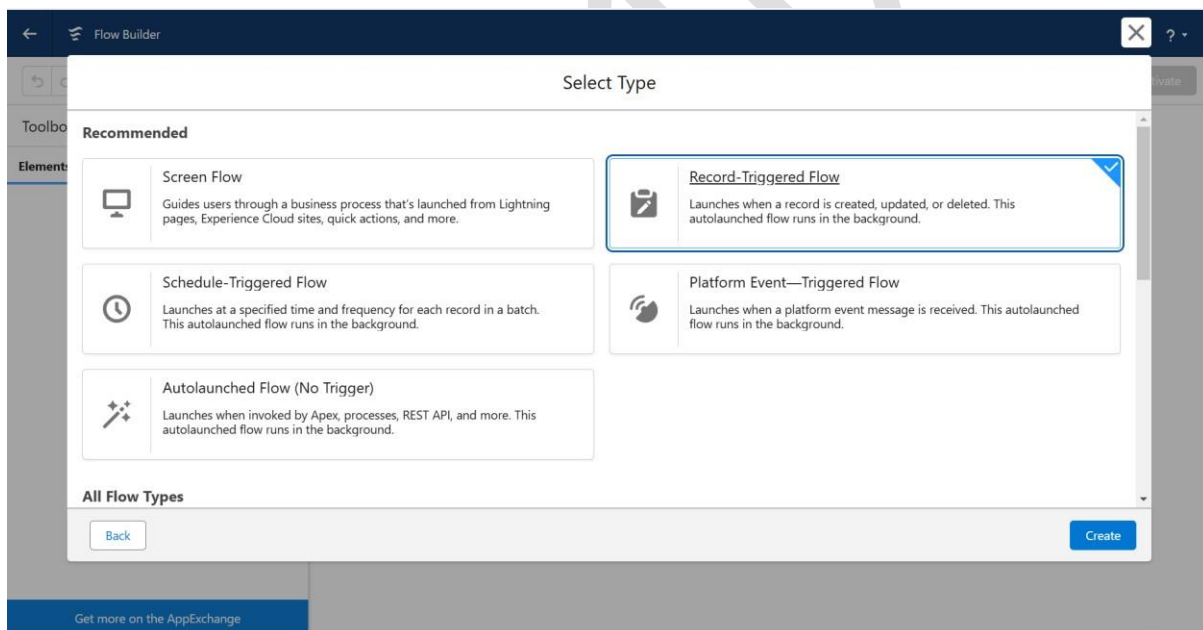 Flow Builder
?
Select Type
Toolbo
Elements
Recommended
Screen Flow
Guides users through a business process that's launched from Lightning
pages, Experience Cloud sites, quick actions, and more.
Record-Triggered Flow
Launches when a record is created, updated, or deleted. This
autolaunched flow runs in the background.
Schedule-Triggered Flow
Launches at a specified time and frequency for each record in a batch.
This autolaunched flow runs in the background.
Platform Event—Triggered Flow
Launches when a platform event message is received. This autolaunched
flow runs in the background.
Autolaunched Flow (No Trigger)
Launches when invoked by Apex, processes, REST API, and more. This
autolaunched flow runs in the background.
All Flow Types
Back
Create
tivate
Get more on the AppExchange